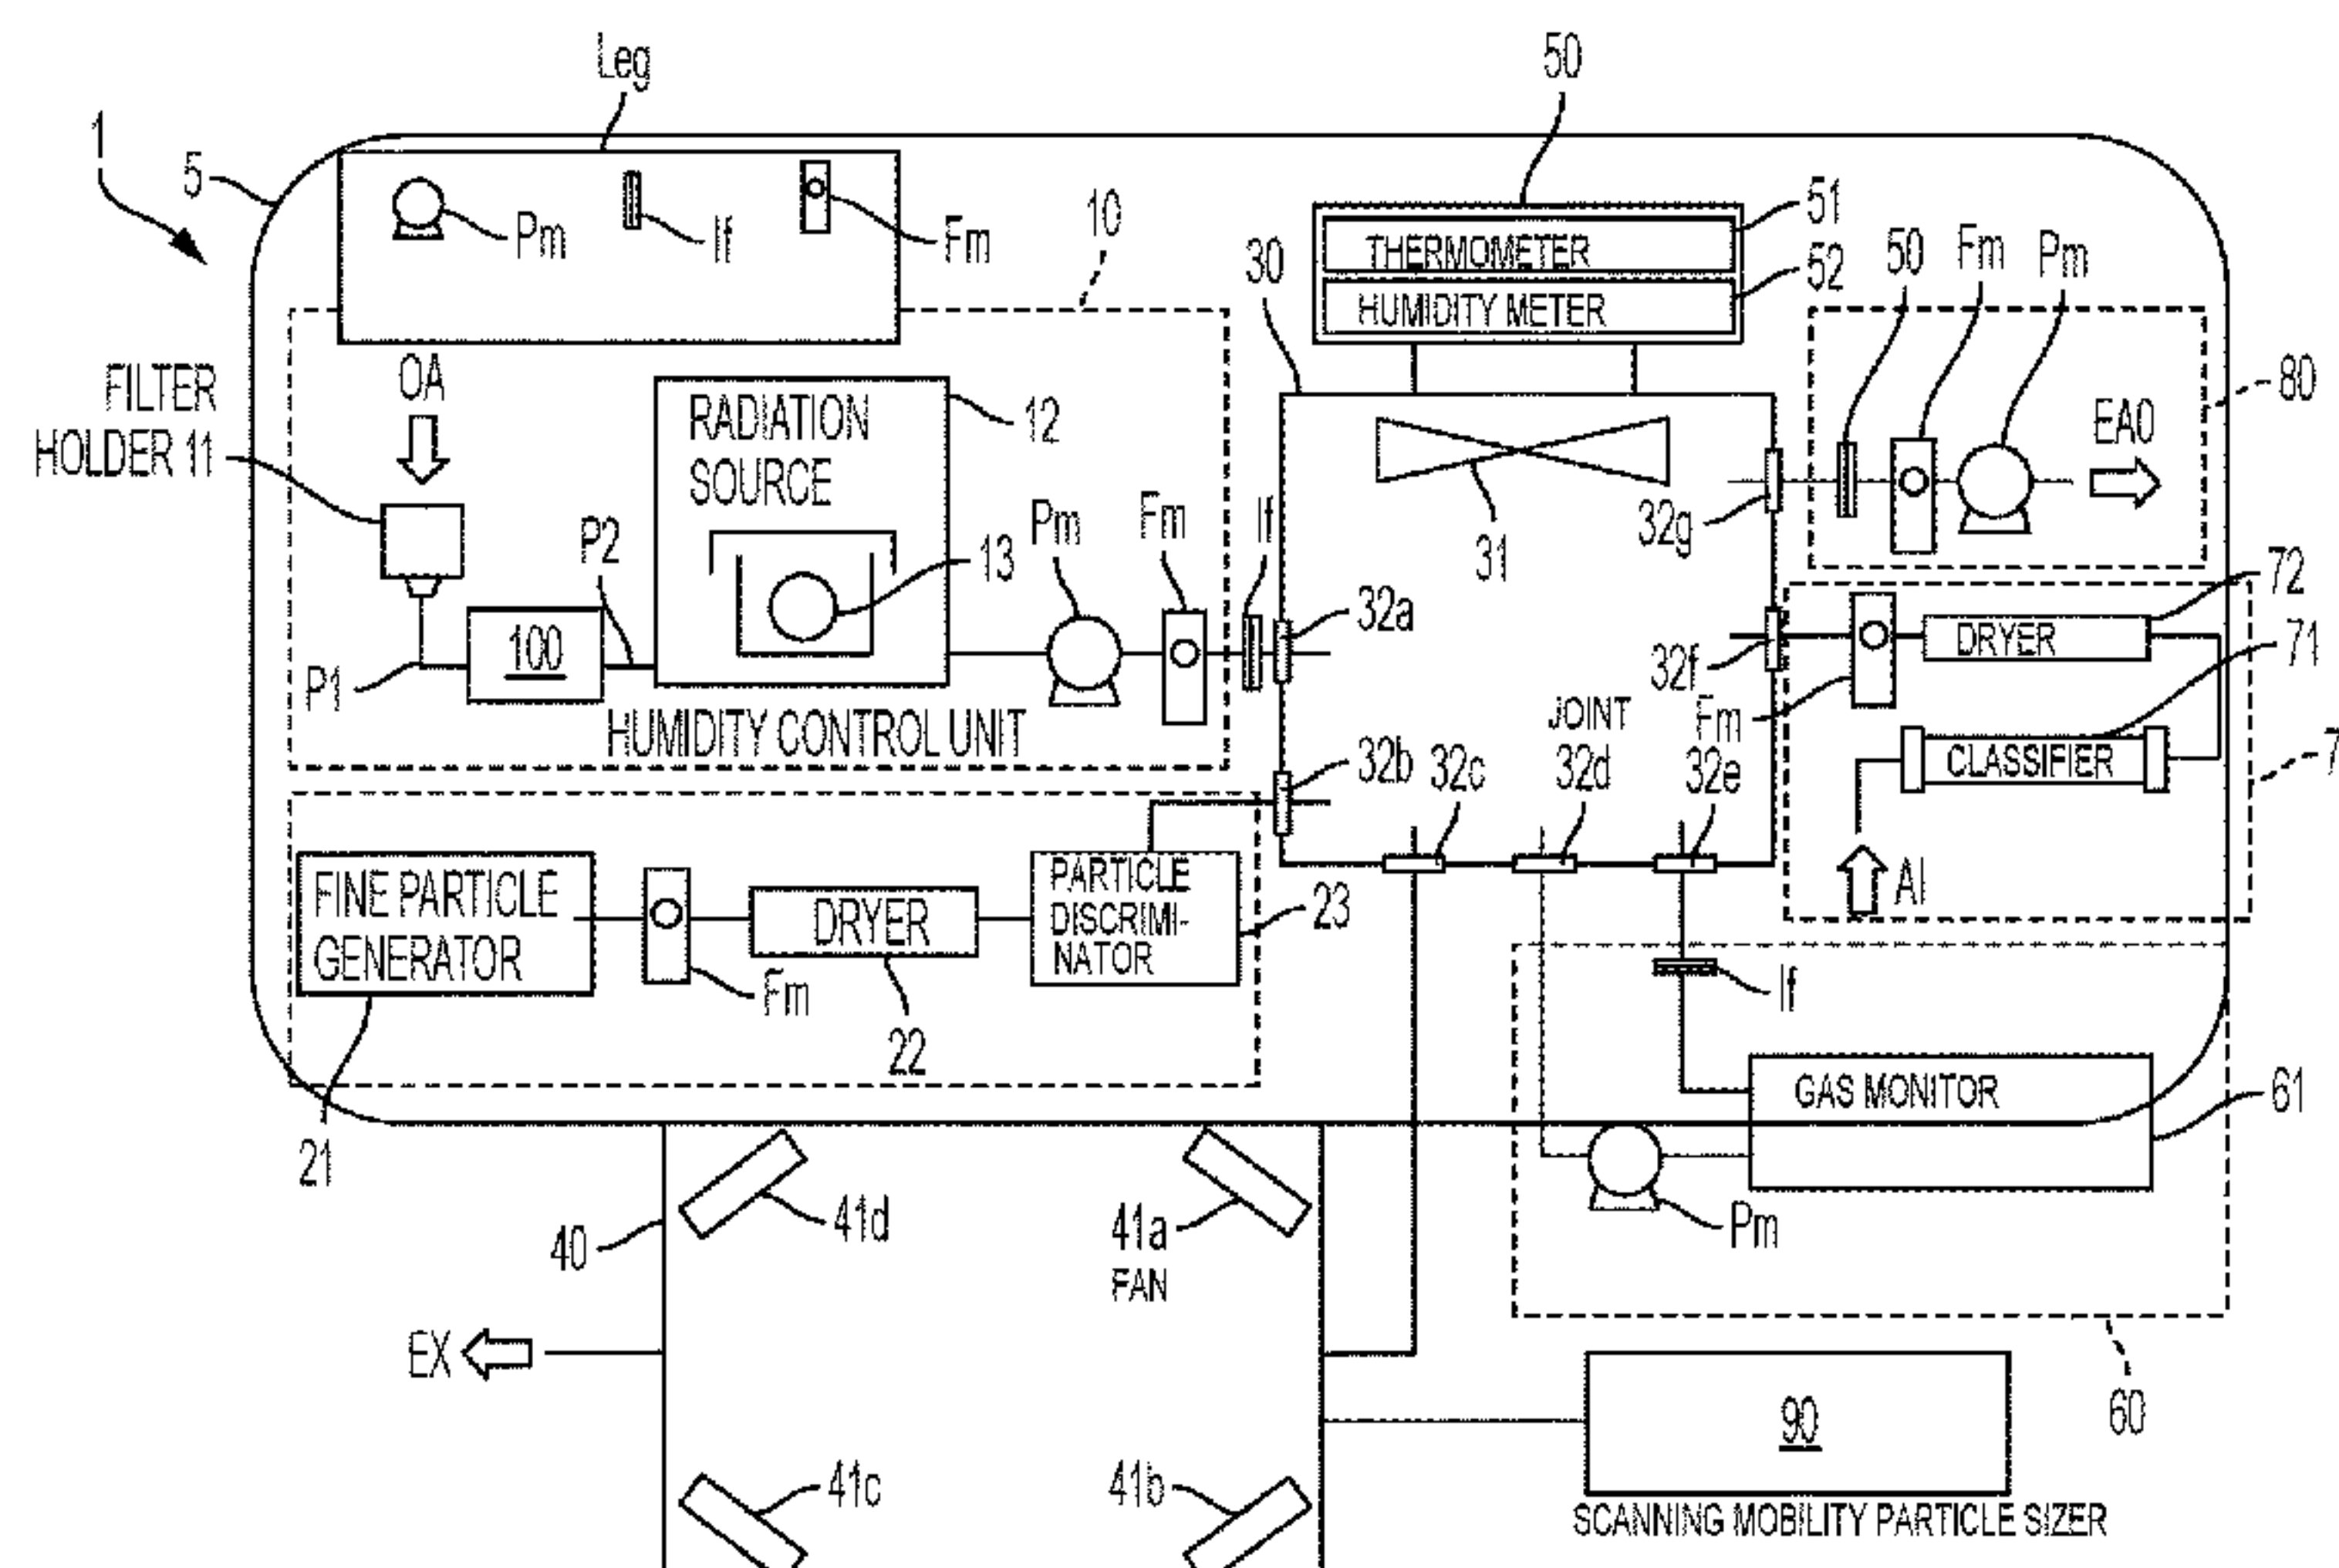 Leg
50
1
5
Pm
If
Fm
10
30
THERMOMETER
51
HUMIDITY METER
52
50
Fm
Pm
80
FILTER
HOLDER 11
OA
RADIATION
SOURCE
12
13
P2
Pm
Fm
If
31
32g
EA0
P1
100
HUMIDITY CONTROL UNIT
32a
32f
DRYER
72
71
Fm
CLASSIFIER
7
AI
32b
32c
JOINT
32d
32e
FINE PARTICLE
GENERATOR
Fm
DRYER
22
PARTICLE
DISCRIMI-
NATOR
23
21
If
GAS MONITOR
61
Pm
60
40
41d
41a
FAN
EX
41c
41b
90
SCANNING MOBILITY PARTICLE SIZER